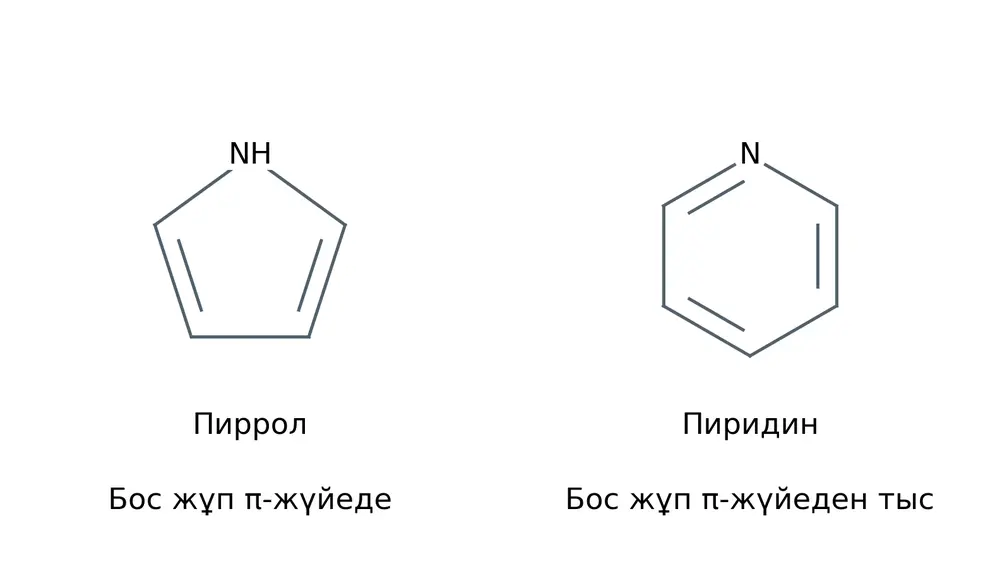 NH
N
Пиррол
Пиридин
Бос жұп π-жүйеде
Бос жұп π-жүйеден тыс